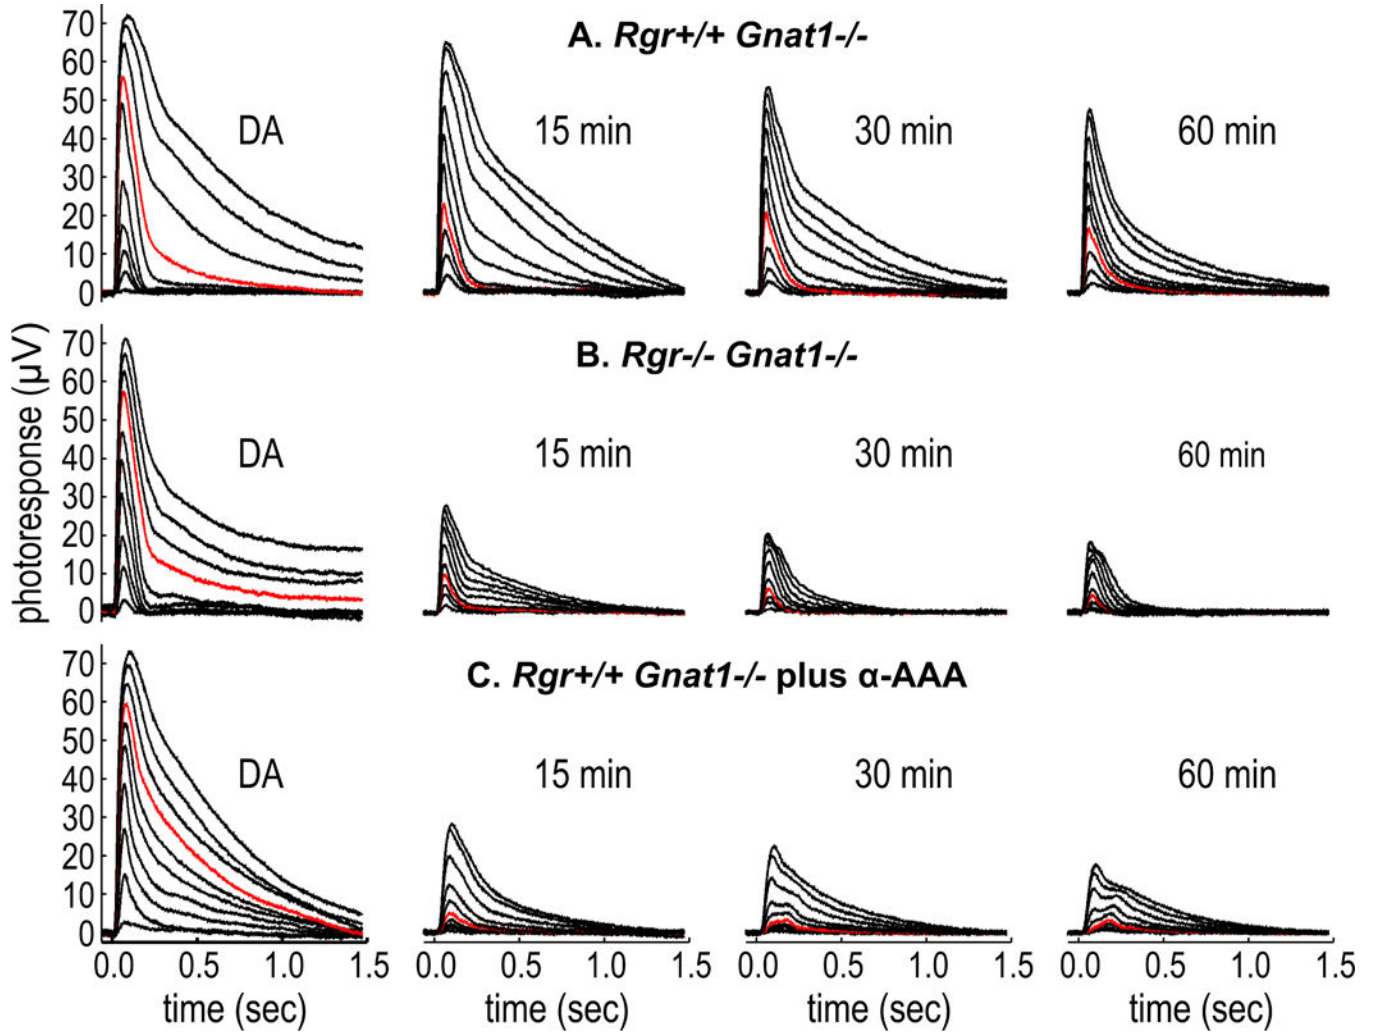 A. Rgr+/+ Gnat1-/-
70
60
50
40
30
20
10
0
DA
15 min
30 min
60 min
B. Rgr-/- Gnat1-/-
photoresponse (µV)
70
60
50
40
30
20
10
0
DA
15 min
30 min
60 min
C. Rgr+/+ Gnat1-/- plus α-AAA
70
60
50
40
30
20
10
0
DA
15 min
30 min
60 min
0.0 0.5 1.0 1.5
0.0 0.5 1.0
0.0 0.5 1.0
0.0 0.5 1.0 1.5
time (sec)
time (sec)
time (sec)
time (sec)